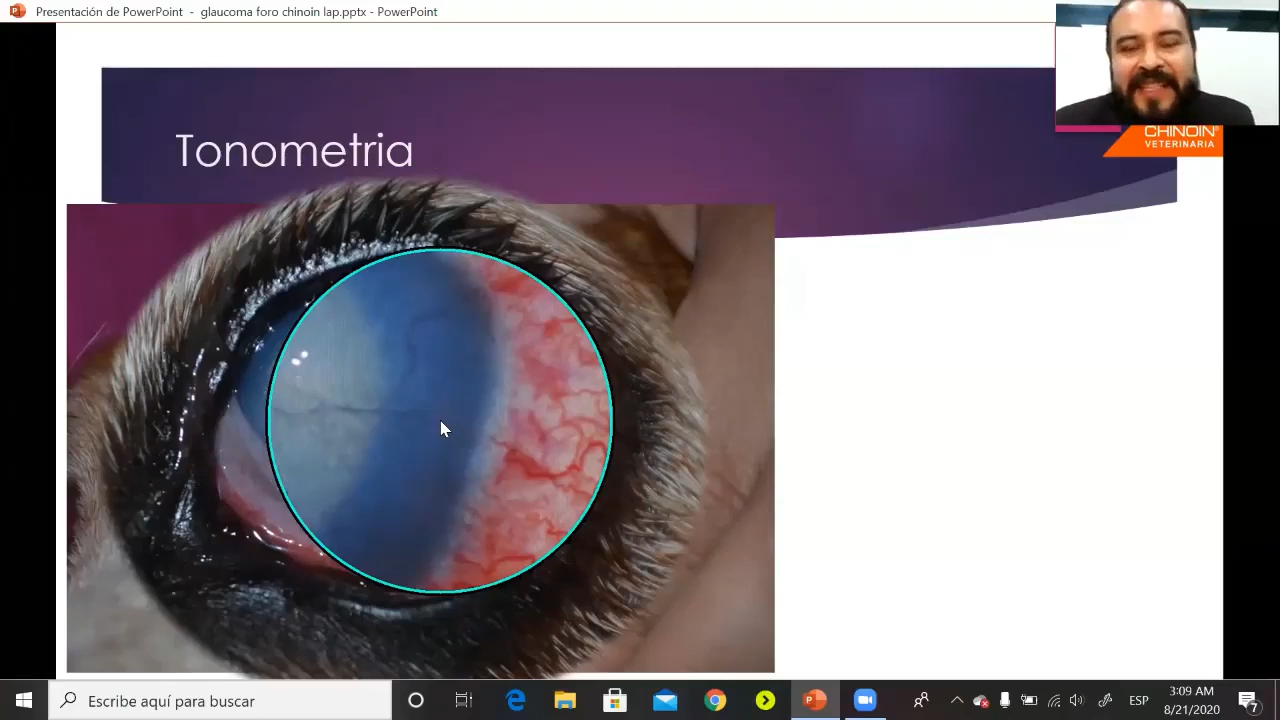 Presentación de PowerPoint - glaucoma foro chinoin lap.pptx - PowerPoint
Tonometria
CHINOIN®
VETERINARIA
Escribe aquí para buscar
ESP
3:09 AM
8/21/2020
7